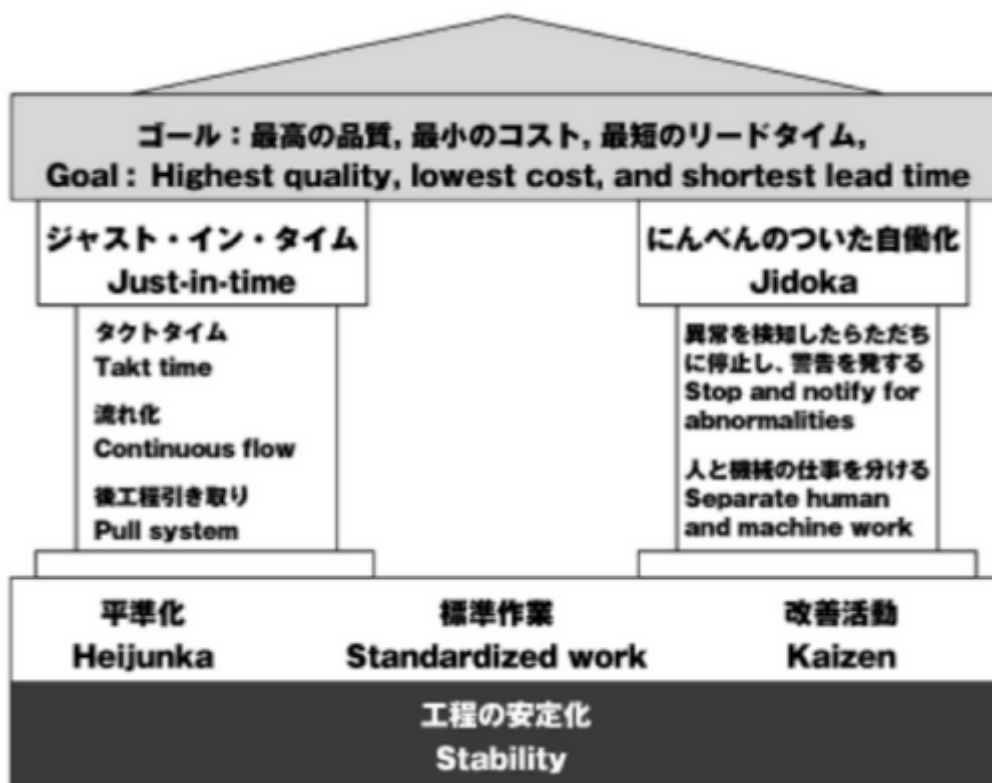 ゴール：最高の品質, 最小のコスト, 最短のリードタイム,
Goal : Highest quality, lowest cost, and shortest lead time
ジャスト・イン・タイム
Just-in-time
タクトタイム
Takt time
流れ化
Continuous flow
後工程引き取り
Pull system
にんべんのついた自働化
Jidoka
異常を検知したらただち
に停止し、警告を発する
Stop and notify for
abnormalities
人と機械の仕事を分ける
Separate human
and machine work
平準化
Heijunka
標準作業
Standardized work
改善活動
Kaizen
工程の安定化
Stability